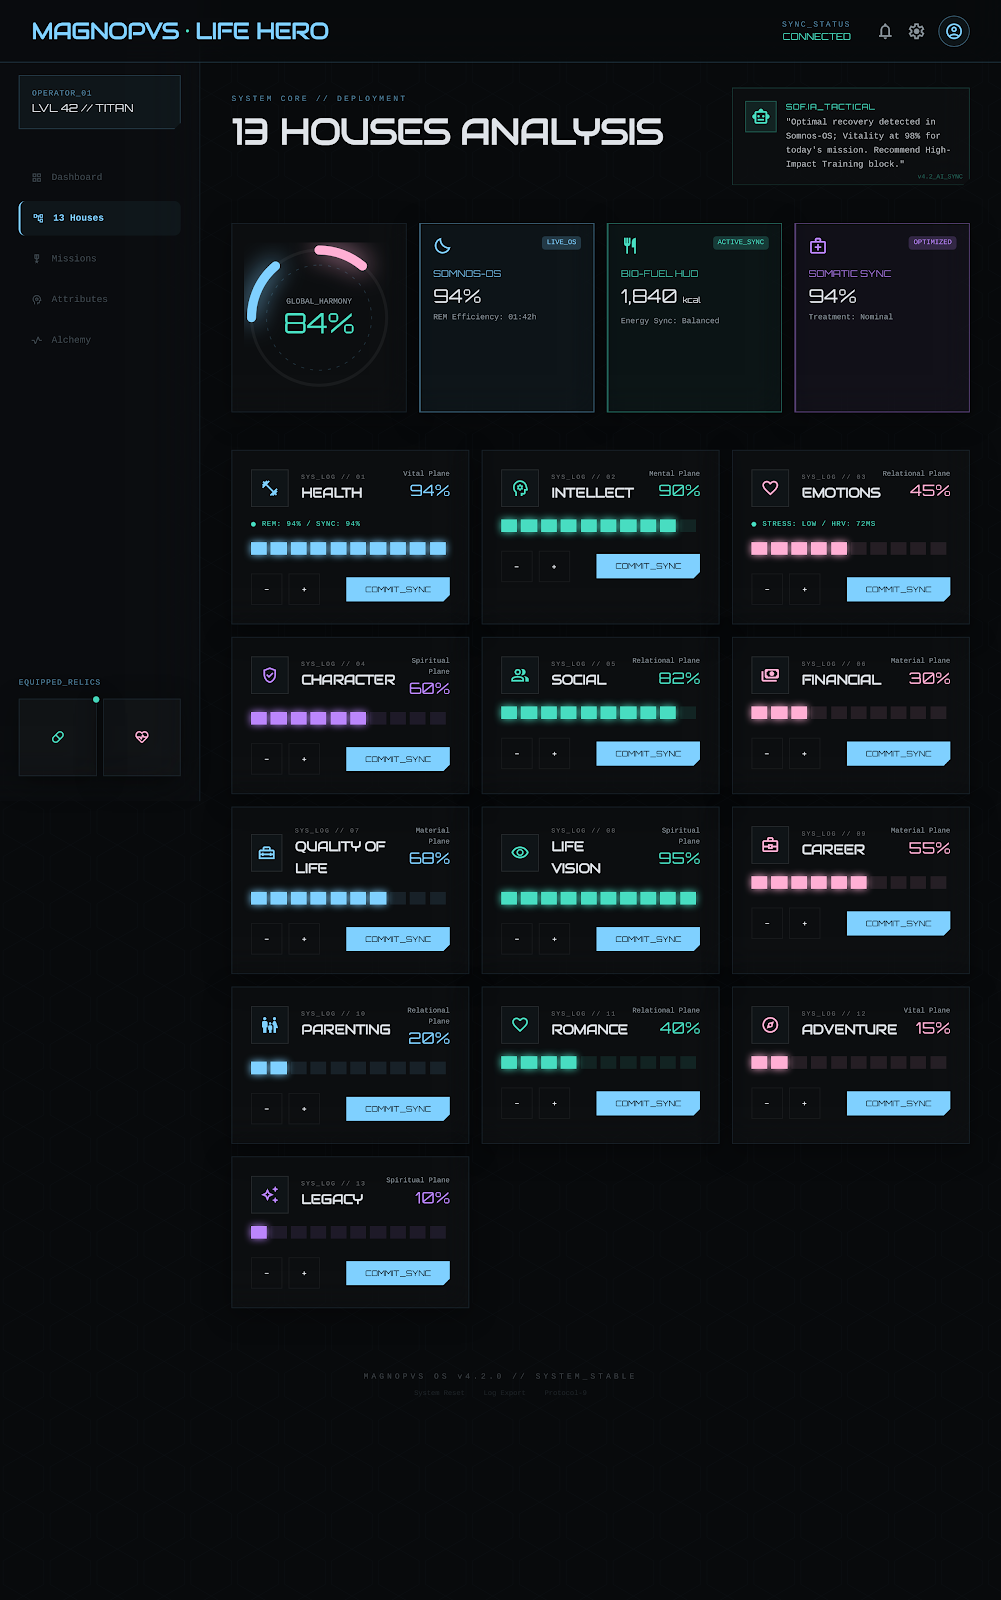 MAGNOPVS · LIFE HERO
SYNC_STATUS
CONNECTED
OPERATOR_01
LVL 42 // TITAN
Dashboard
13 Houses
Missions
Attributes
Alchemy
EQUIPPED_RELICS
SYSTEM CORE // DEPLOYMENT
13 HOUSES ANALYSIS
SOF.IA_TACTICAL
"Optimal recovery detected in
Somnos-OS; Vitality at 98% for
today's mission. Recommend High-
Impact Training block."
v4.2_AI_SYNC
GLOBAL_HARMONY
84%
LIVE_OS
SOMNOS-OS
94%
REM Efficiency: 01:42h
ACTIVE_SYNC
BIO-FUEL HUD
1,840 kcal
Energy Sync: Balanced
OPTIMIZED
SOMATIC SYNC
94%
Treatment: Nominal
SYS_LOG // 01
Vital Plane
HEALTH
94%
REM: 94% / SYNC: 94%
-
+
COMMIT_SYNC
SYS_LOG // 02
Mental Plane
INTELLECT
90%
-
+
COMMIT_SYNC
SYS_LOG // 03
Relational Plane
EMOTIONS
45%
STRESS: LOW / HRV: 72MS
-
+
COMMIT_SYNC
SYS_LOG // 04
Spiritual
Plane
CHARACTER
60%
-
+
COMMIT_SYNC
SYS_LOG // 05
Relational Plane
SOCIAL
82%
-
+
COMMIT_SYNC
SYS_LOG // 06
Material Plane
FINANCIAL
30%
-
+
COMMIT_SYNC
SYS_LOG // 07
Material
Plane
QUALITY OF
LIFE
68%
-
+
COMMIT_SYNC
SYS_LOG // 08
Spiritual
Plane
LIFE
VISION
95%
-
+
COMMIT_SYNC
SYS_LOG // 09
Material Plane
CAREER
55%
-
+
COMMIT_SYNC
SYS_LOG // 10
Relational
Plane
PARENTING
20%
-
+
COMMIT_SYNC
SYS_LOG // 11
Relational Plane
ROMANCE
40%
-
+
COMMIT_SYNC
SYS_LOG // 12
Vital Plane
ADVENTURE
15%
-
+
COMMIT_SYNC
SYS_LOG // 13
Spiritual Plane
LEGACY
10%
-
+
COMMIT_SYNC
MAGNOPVS OS v4.2.0 // SYSTEM_STABLE
System Reset
Log Export
Protocol-9